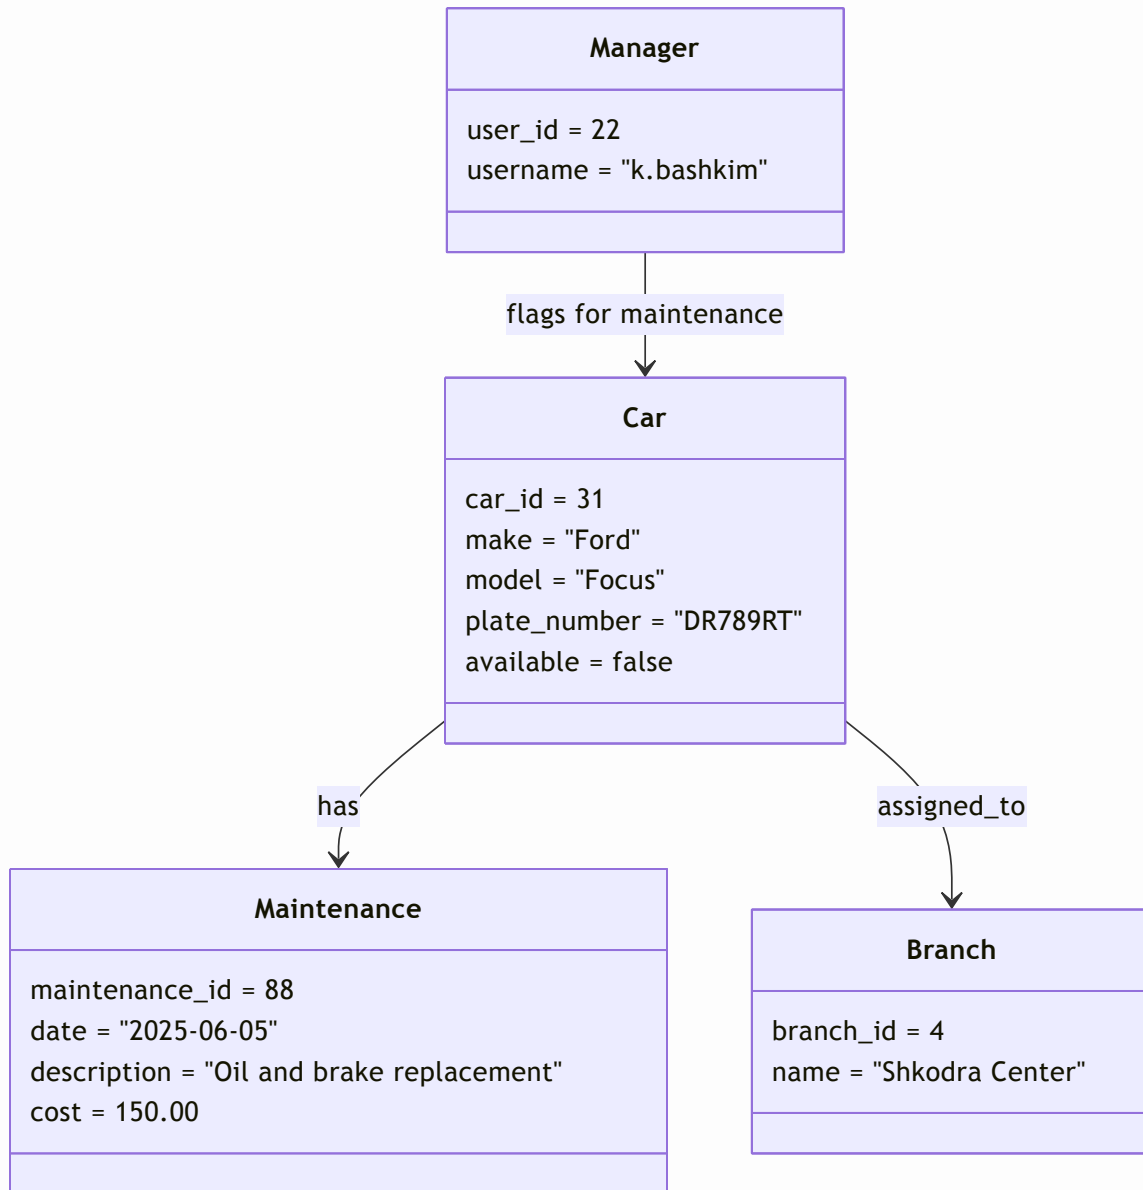 Manager
user_id = 22
username = "k.bashkim"
flags for maintenance
Car
car_id = 31
make = "Ford"
model = "Focus"
plate_number = "DR789RT"
available = false
has
assigned_to
Maintenance
maintenance_id = 88
date = "2025-06-05"
description = "Oil and brake replacement"
cost = 150.00
Branch
branch_id = 4
name = "Shkodra Center"